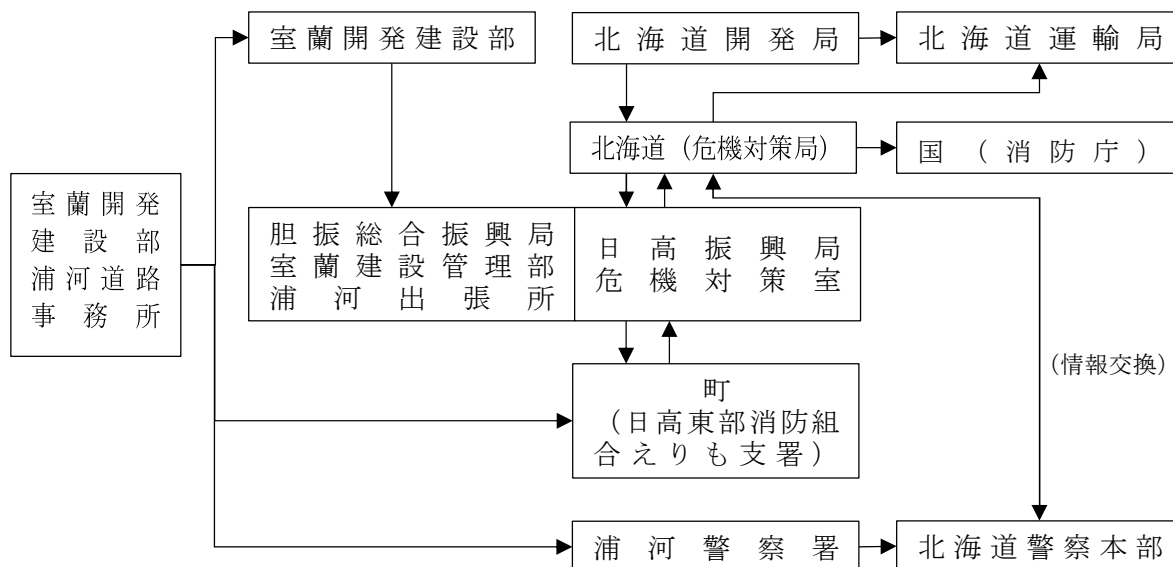 室蘭開発建設部
北海道開発局
北海道運輸局
北海道（危機対策局）
国（消防庁）
室蘭開発
建設部
浦河道路
事務所
胆振総合振興局
室蘭建設管理部
浦河出張所
日高振興局
危機対策室
（情報交換）
町
（日高東部消防組
合えりも支署）
浦河警察署
北海道警察本部